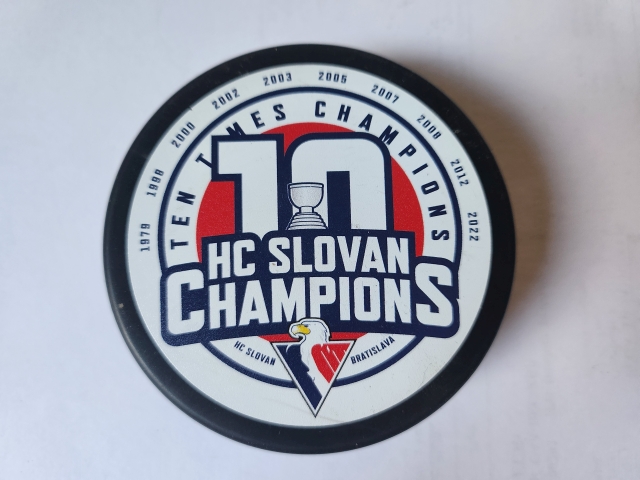 1979 1998 2000 2002 2003 2005 2007 2008 2012 2022
TEN TIMES CHAMPIONS
10
HC SLOVAN
CHAMPIONS
HC SLOVAN BRATISLAVA